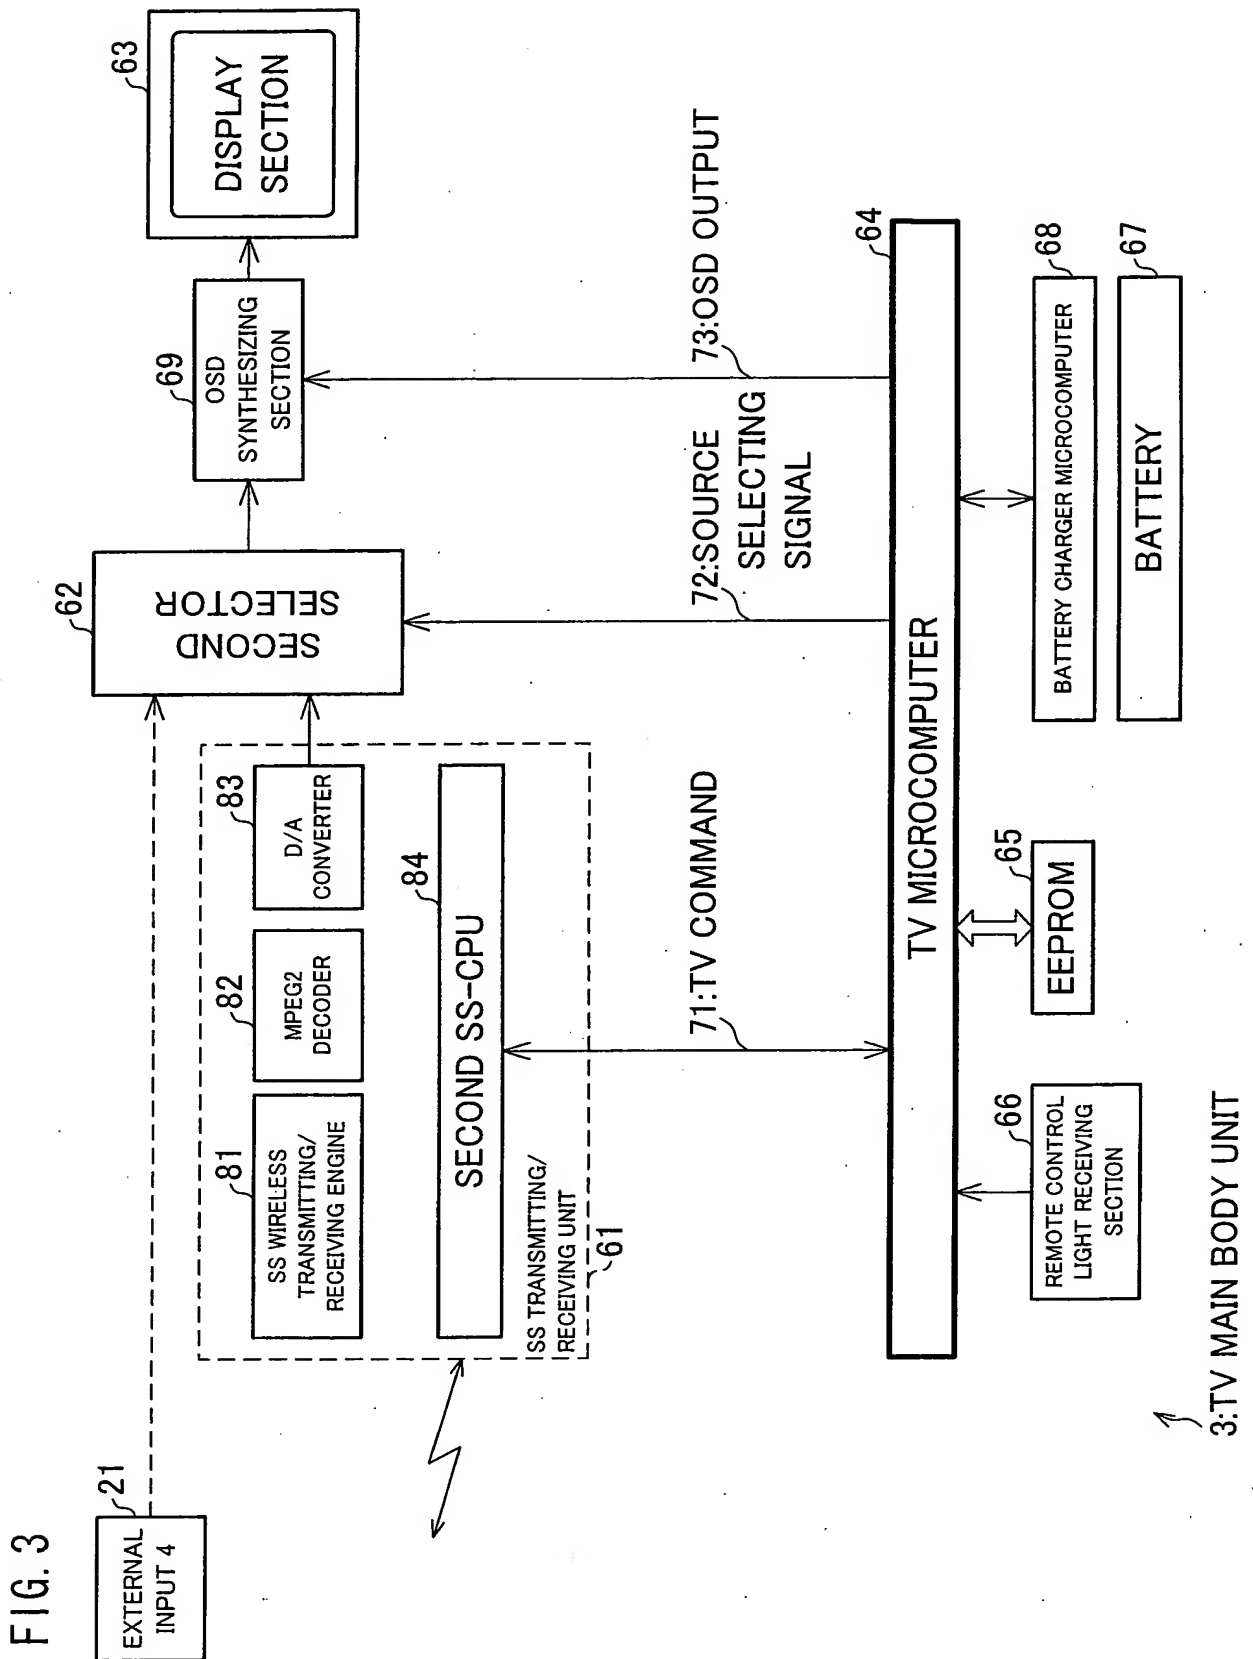 FIG. 3
EXTERNAL
INPUT 4
21
SS WIRELESS
TRANSMITTING/
RECEIVING ENGINE
81
MPEG2
DECODER
82
D/A
CONVERTER
83
SECOND SS-CPU
84
SS TRANSMITTING/
RECEIVING UNIT
61
SECOND
SELECTOR
62
OSD
SYNTHESIZING
SECTION
69
DISPLAY
SECTION
63
71:TV COMMAND
72:SOURCE
SELECTING
SIGNAL
73:OSD OUTPUT
TV MICROCOMPUTER
64
REMOTE CONTROL
LIGHT RECEIVING
SECTION
66
EEPROM
65
BATTERY CHARGER MICROCOMPUTER
68
BATTERY
67
3:TV MAIN BODY UNIT